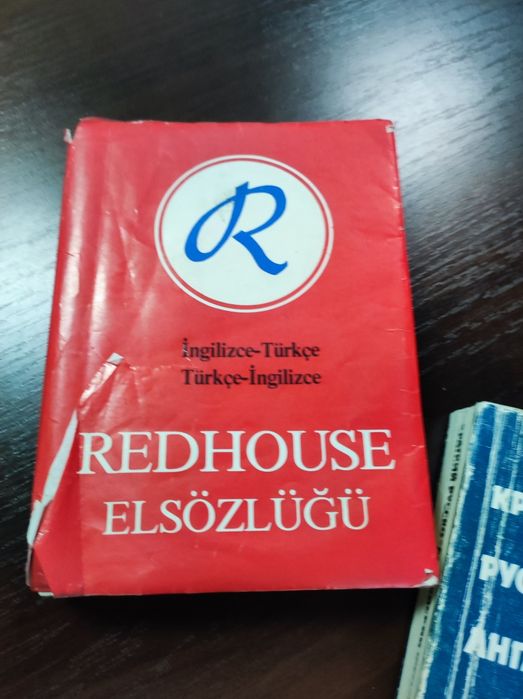 R
İngilizce-Türkçe
Türkçe-İngilizce
REDHOUSE
ELSÖZLÜĞÜ